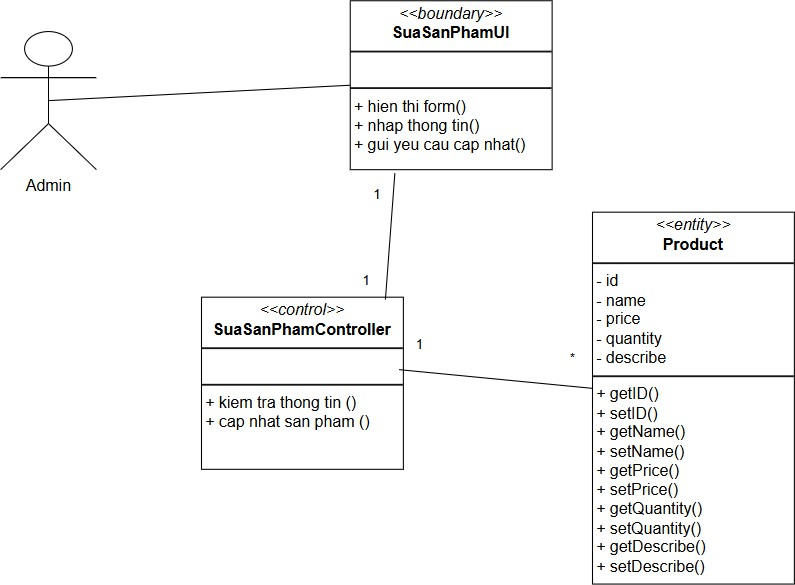 <<boundary>>
SuaSanPhamUI
+ hien thi form()
+ nhap thong tin()
+ gui yeu cau cap nhat()
Admin
1
1
<<control>>
SuaSanPhamController
+ kiem tra thong tin ()
+ cap nhat san pham ()
1
*
<<entity>>
Product
- id
- name
- price
- quantity
- describe
+ getID()
+ setID()
+ getName()
+ setName()
+ getPrice()
+ setPrice()
+ getQuantity()
+ setQuantity()
+ getDescribe()
+ setDescribe()